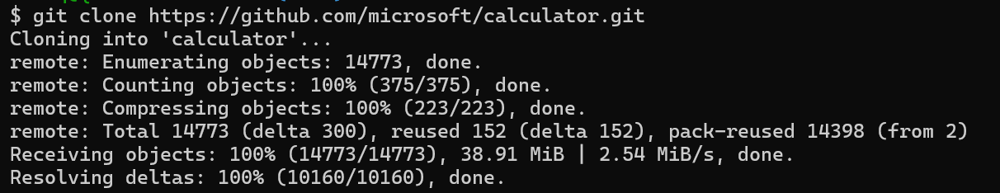 $ git clone https://github.com/microsoft/calculator.git
Cloning into 'calculator'...
remote: Enumerating objects: 14773, done.
remote: Counting objects: 100% (375/375), done.
remote: Compressing objects: 100% (223/223), done.
remote: Total 14773 (delta 300), reused 152 (delta 152), pack-reused 14398 (from 2)
Receiving objects: 100% (14773/14773), 38.91 MiB | 2.54 MiB/s, done.
Resolving deltas: 100% (10160/10160), done.